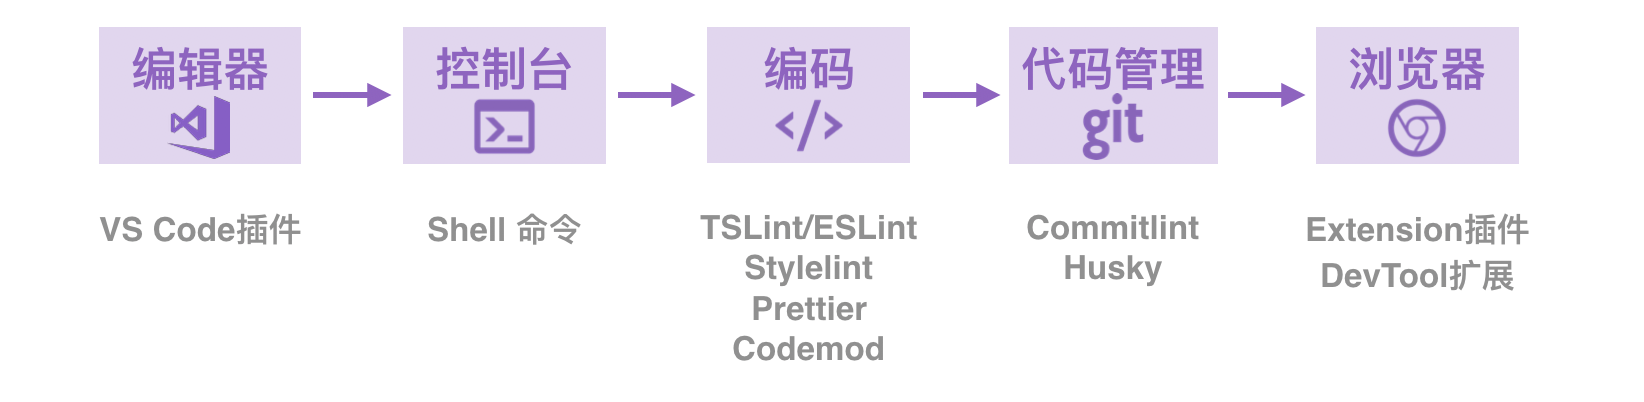 编辑器
控制台
编码
代码管理
git
浏览器
VS Code插件
Shell 命令
TSLint/ESLint
Stylelint
Prettier
Codemod
Commitlint
Husky
Extension插件
DevTool扩展